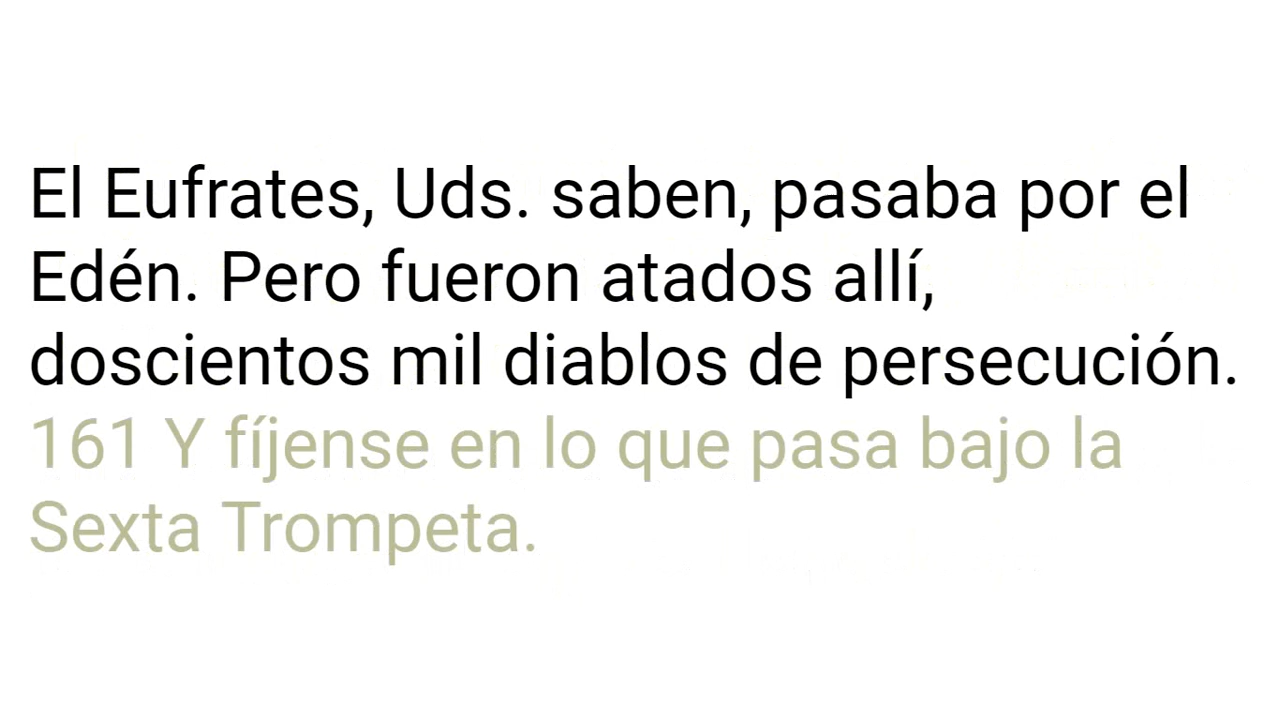 El Eufrates, Uds. saben, pasaba por el
Edén. Pero fueron atados allí,
doscientos mil diablos de persecución.
161 Y fíjense en lo que pasa bajo la
Sexta Trompeta.